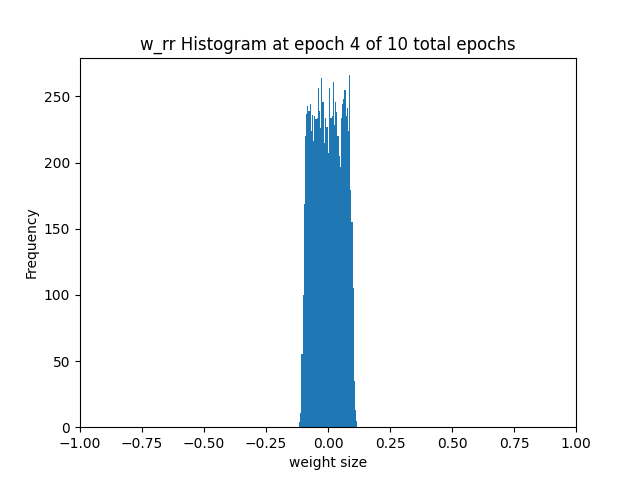 w_rr Histogram at epoch 4 of 10 total epochs
Frequency
250
200
150
100
50
0
−1.00 −0.75 −0.50 −0.25 0.00 0.25 0.50 0.75 1.00
weight size